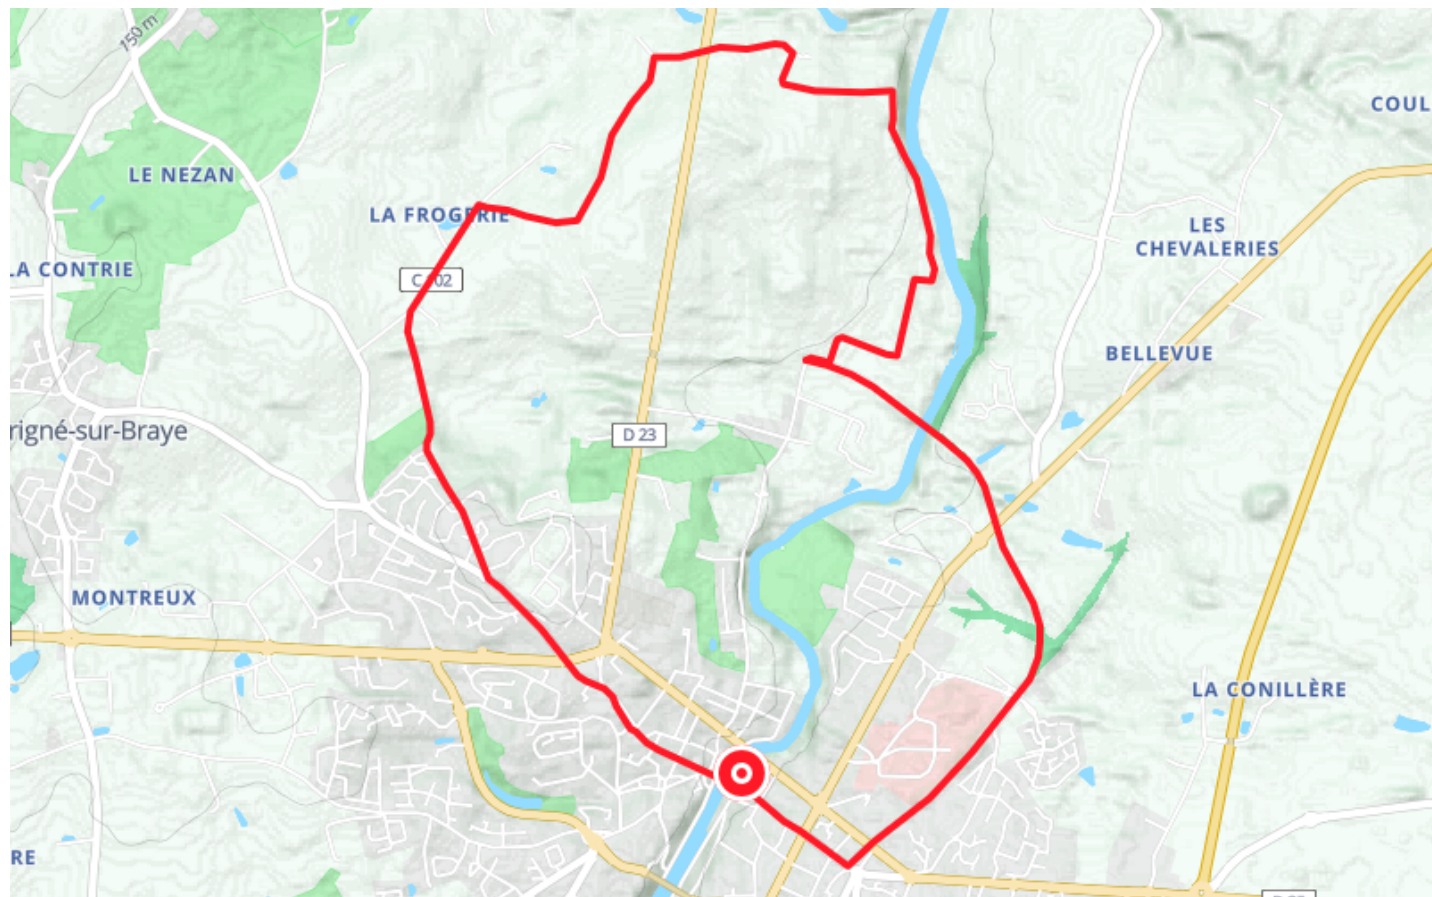 150 m
COUL
LE NEZAN
LA FROGERIE
LES
CHEVALERIES
LA CONTRIE
BELLEVUE
rigné-sur-Braye
D 23
MONTREUX
LA CONILLÈRE
RE